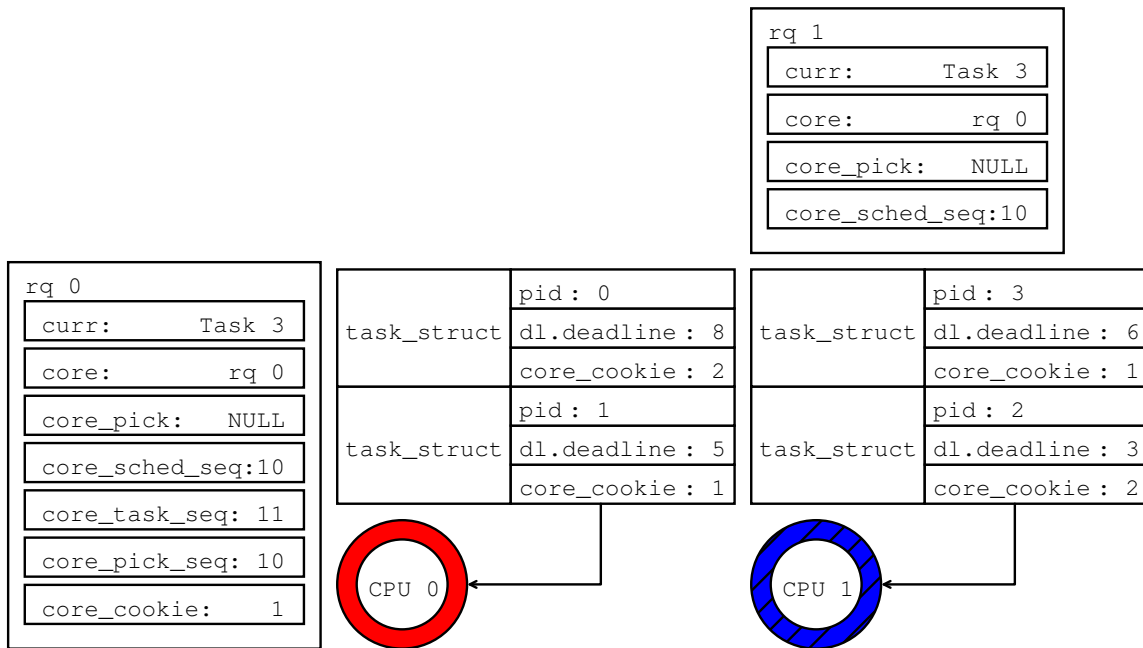 rq 1
curr: Task 3
core: rq 0
core_pick: NULL
core_sched_seq:10
rq 0
curr: Task 3
core: rq 0
core_pick: NULL
core_sched_seq:10
core_task_seq: 11
core_pick_seq: 10
core_cookie: 1
task_struct
pid : 0
dl.deadline : 8
core_cookie : 2
task_struct
pid : 1
dl.deadline : 5
core_cookie : 1
CPU 0
task_struct
pid : 3
dl.deadline : 6
core_cookie : 1
task_struct
pid : 2
dl.deadline : 3
core_cookie : 2
CPU 1